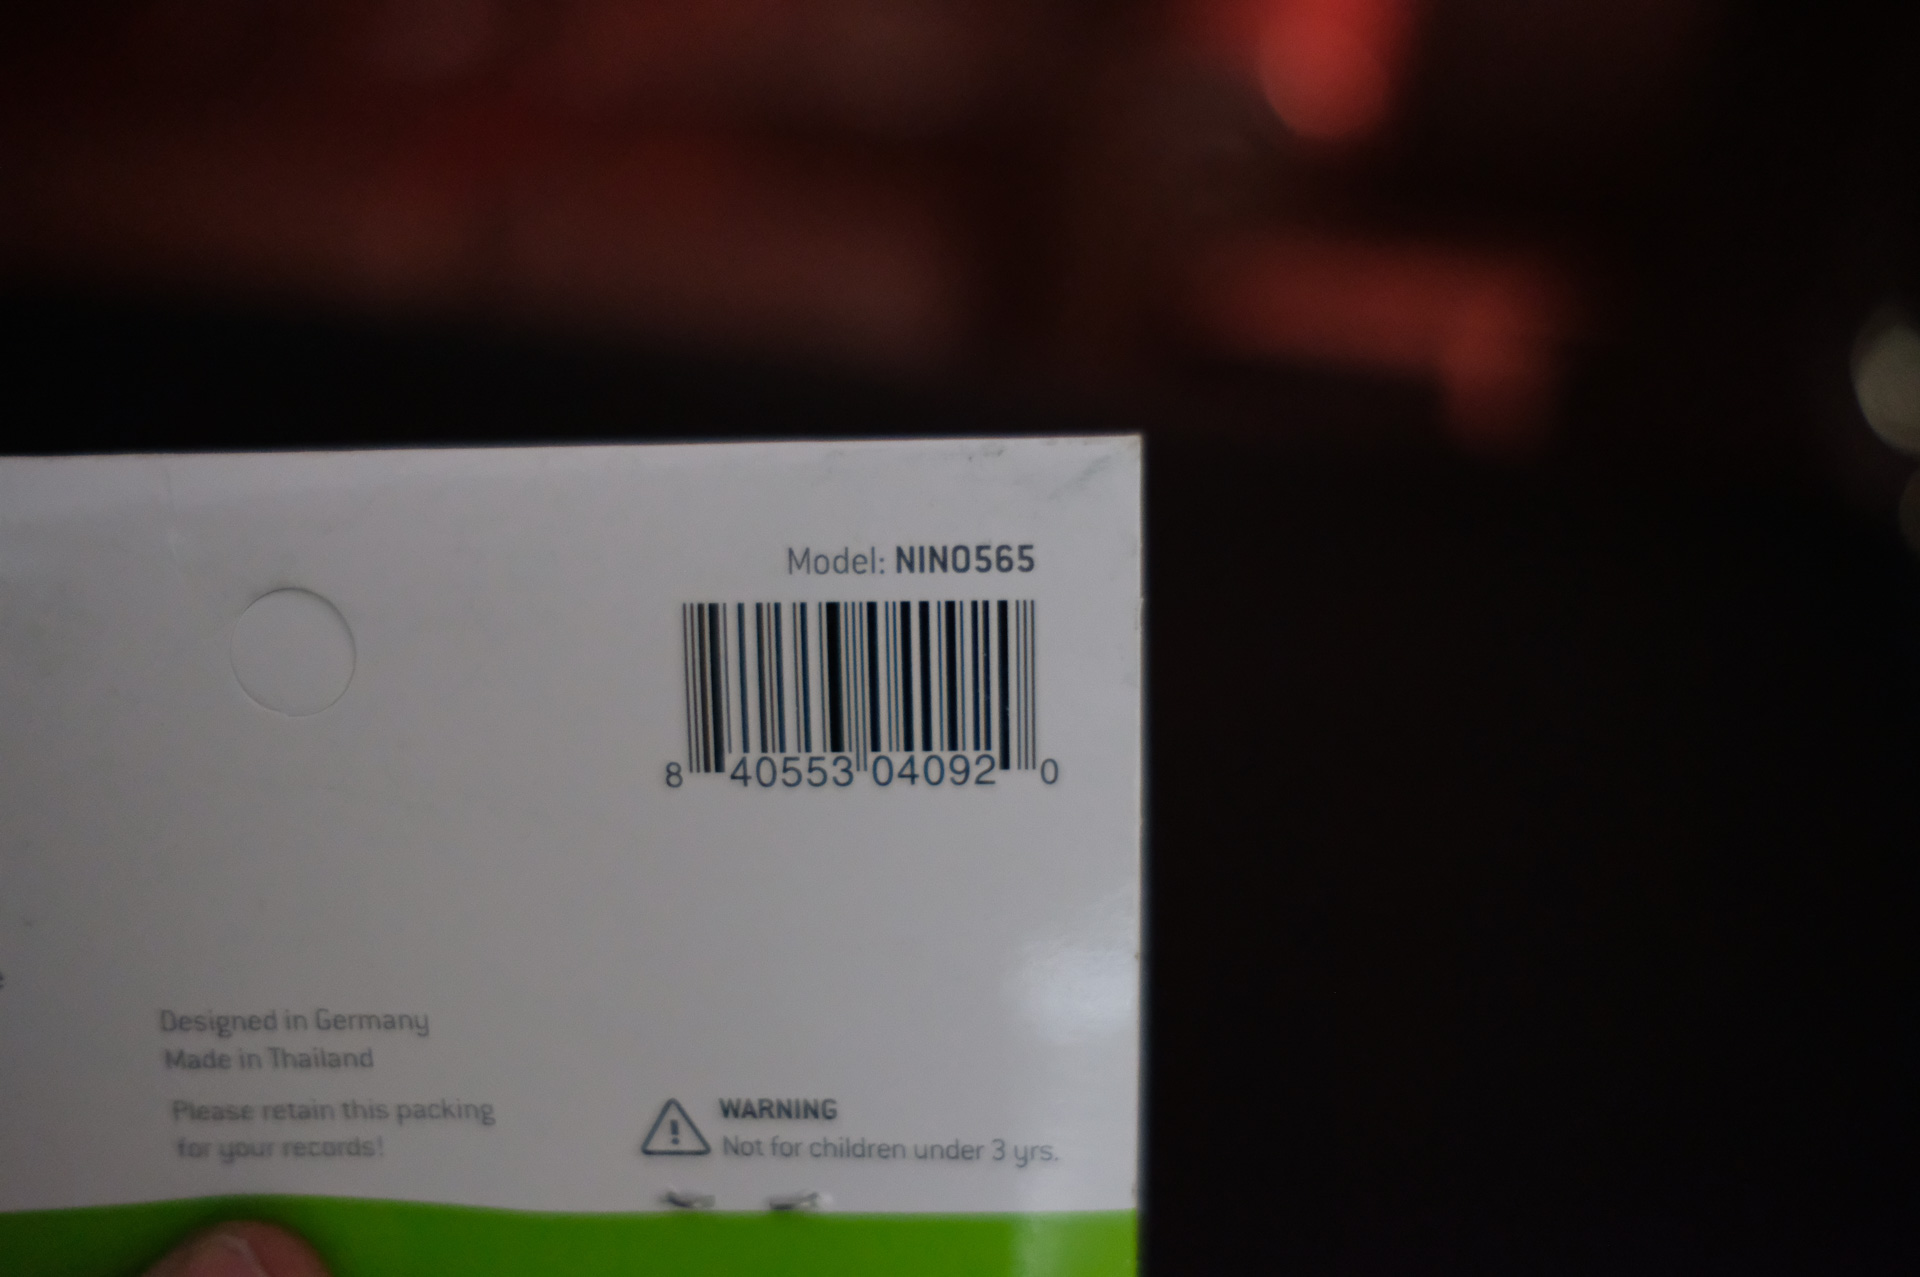 Model: NINO565
8 40553 04092 0
Designed in Germany
Made in Thailand
Please retain this packing
for your records!
WARNING
Not for children under 3 yrs.